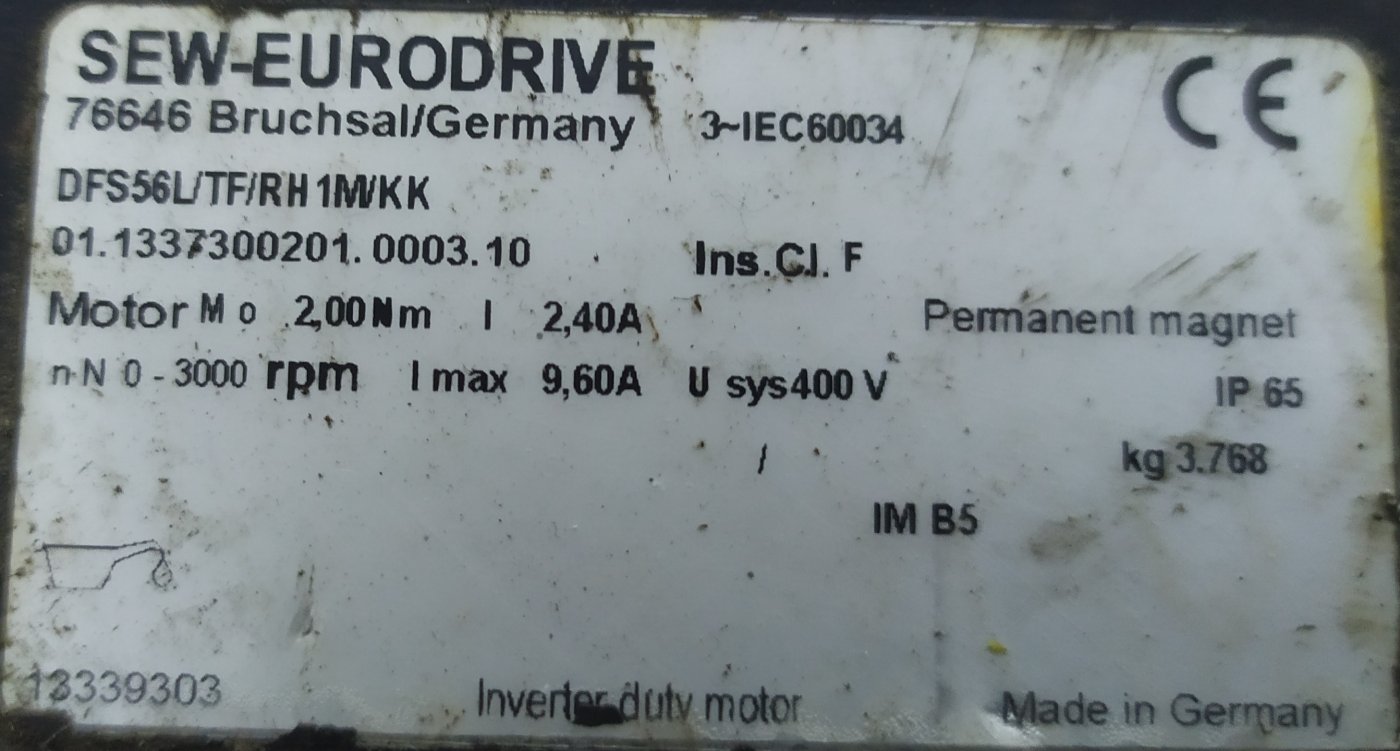 SEW-EURODRIVE
76646 Bruchsal/Germany 3~IEC60034
CE
DFS56L/TF/RH1M/KK
01.1337300201.0003.10 Ins.Cl. F
Motor Mo 2,00Nm I 2,40A Permanent magnet
nN 0 - 3000 rpm I max 9,60A U sys400 V IP 65
/ kg 3.768
IM B5
13339303 Inverter duty motor Made in Germany